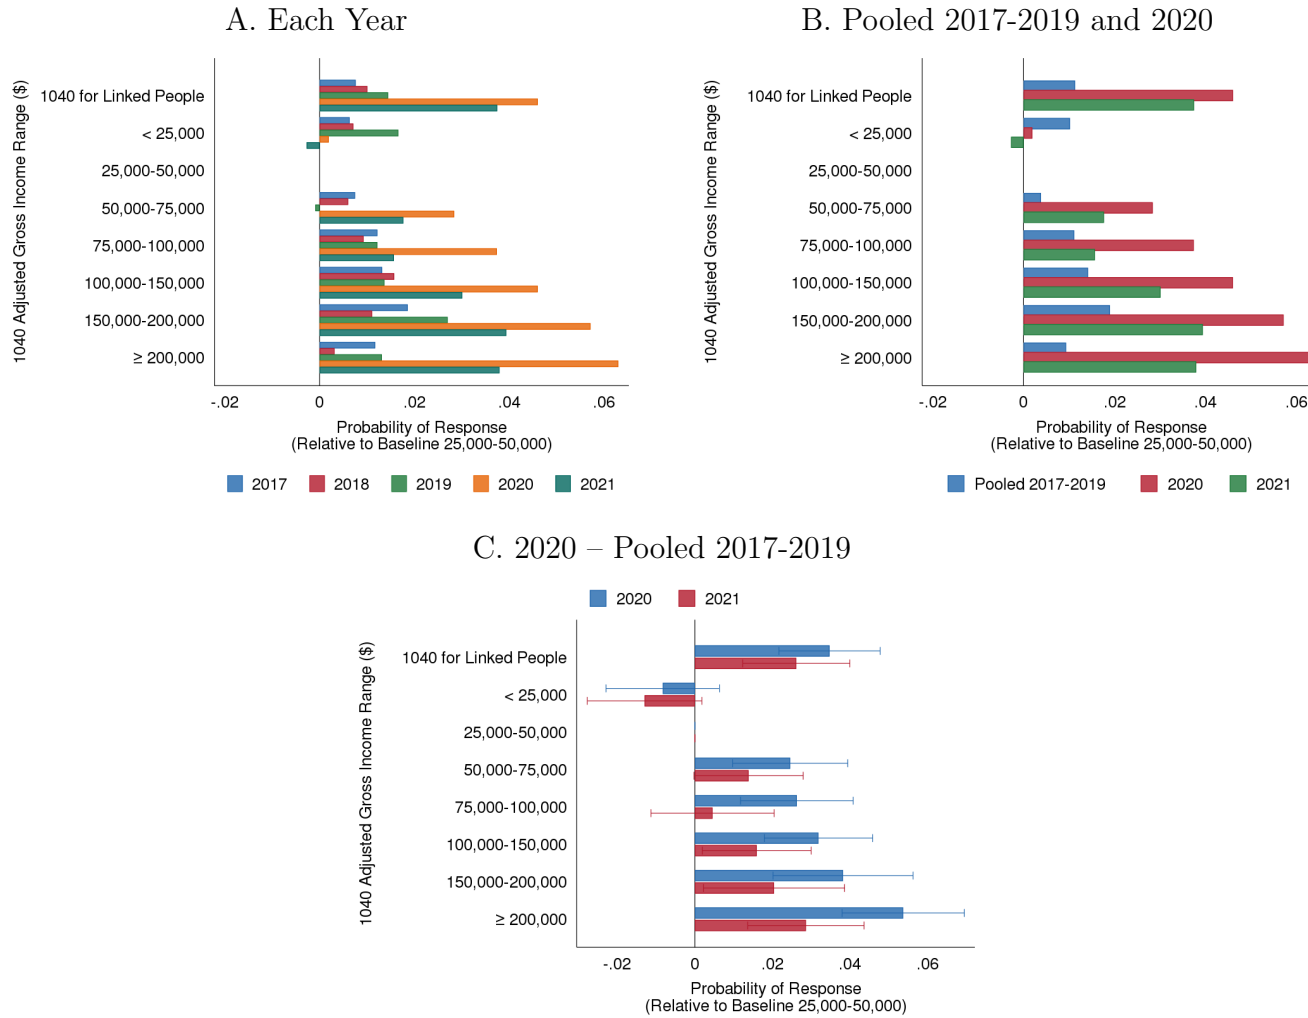 A. Each Year
1040 Adjusted Gross Income Range ($)
1040 for Linked People
< 25,000
25,000-50,000
50,000-75,000
75,000-100,000
100,000-150,000
150,000-200,000
≥ 200,000
-.02 0 .02 .04 .06
Probability of Response
(Relative to Baseline 25,000-50,000)
2017 2018 2019 2020 2021
B. Pooled 2017-2019 and 2020
1040 Adjusted Gross Income Range ($)
1040 for Linked People
< 25,000
25,000-50,000
50,000-75,000
75,000-100,000
100,000-150,000
150,000-200,000
≥ 200,000
-.02 0 .02 .04 .06
Probability of Response
(Relative to Baseline 25,000-50,000)
Pooled 2017-2019 2020 2021
C. 2020 – Pooled 2017-2019
2020 2021
1040 Adjusted Gross Income Range ($)
1040 for Linked People
< 25,000
25,000-50,000
50,000-75,000
75,000-100,000
100,000-150,000
150,000-200,000
≥ 200,000
-.02 0 .02 .04 .06
Probability of Response
(Relative to Baseline 25,000-50,000)